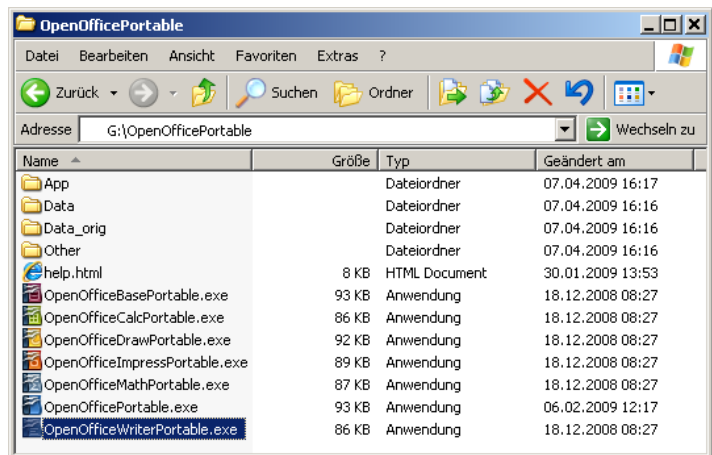 OpenOfficePortable
Datei Bearbeiten Ansicht Favoriten Extras ?
Zurück Suchen Ordner
Adresse G:\OpenOfficePortable Wechseln zu
Name Größe Typ Geändert am
App Dateiordner 07.04.2009 16:17
Data Dateiordner 07.04.2009 16:16
Data_orig Dateiordner 07.04.2009 16:16
Other Dateiordner 07.04.2009 16:16
help.html 8 KB HTML Document 30.01.2009 13:53
OpenOfficeBasePortable.exe 93 KB Anwendung 18.12.2008 08:27
OpenOfficeCalcPortable.exe 86 KB Anwendung 18.12.2008 08:27
OpenOfficeDrawPortable.exe 92 KB Anwendung 18.12.2008 08:27
OpenOfficeImpressPortable.exe 89 KB Anwendung 18.12.2008 08:27
OpenOfficeMathPortable.exe 87 KB Anwendung 18.12.2008 08:27
OpenOfficePortable.exe 93 KB Anwendung 06.02.2009 12:17
OpenOfficeWriterPortable.exe 86 KB Anwendung 18.12.2008 08:27